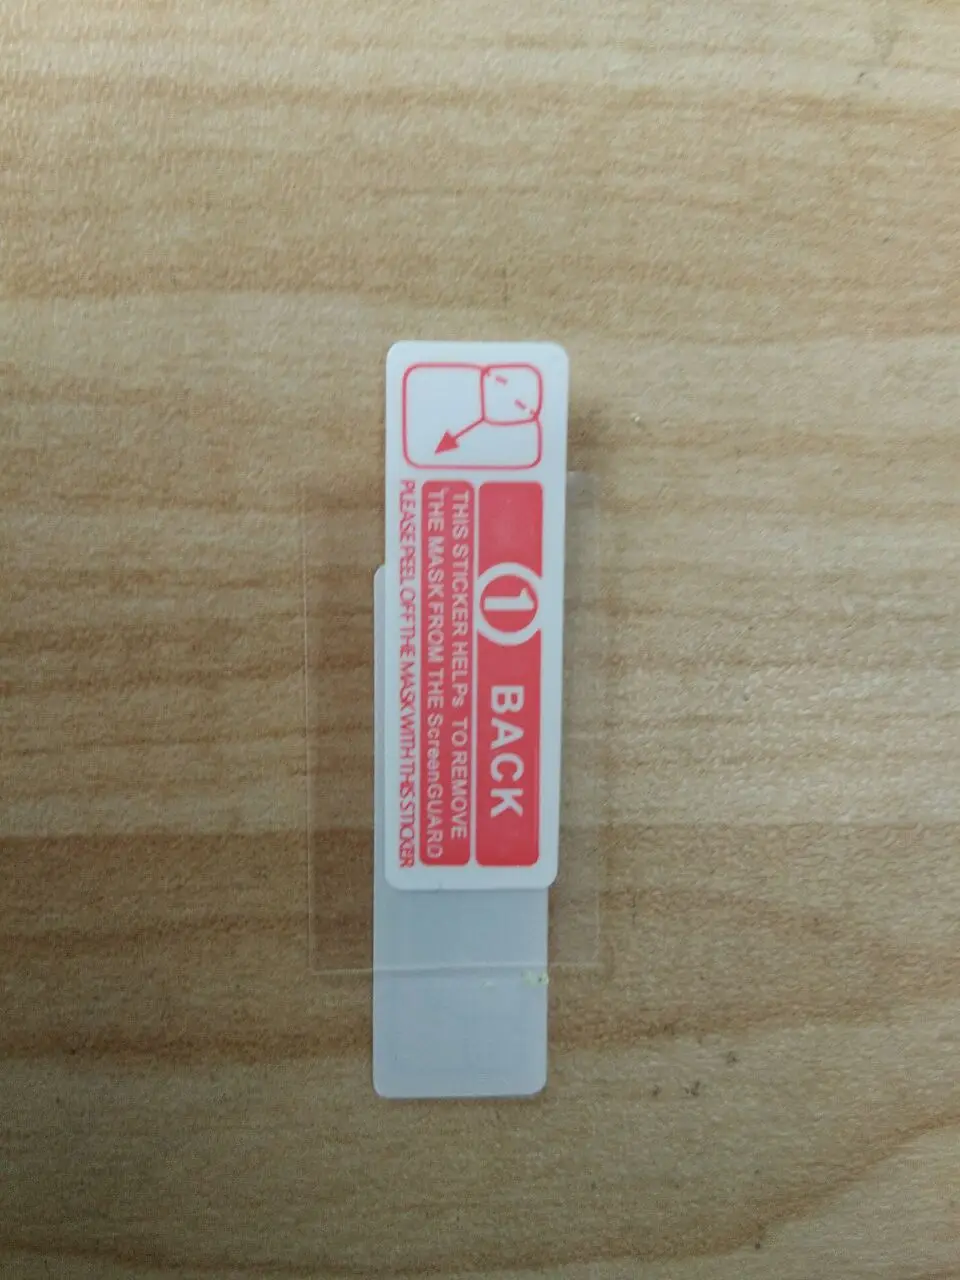 1 BACK
THIS STICKER HELPs TO REMOVE
THE MASK FROM THE ScreenGUARD
PLEASE PEEL OFF THE MASK WITH THIS STICKER